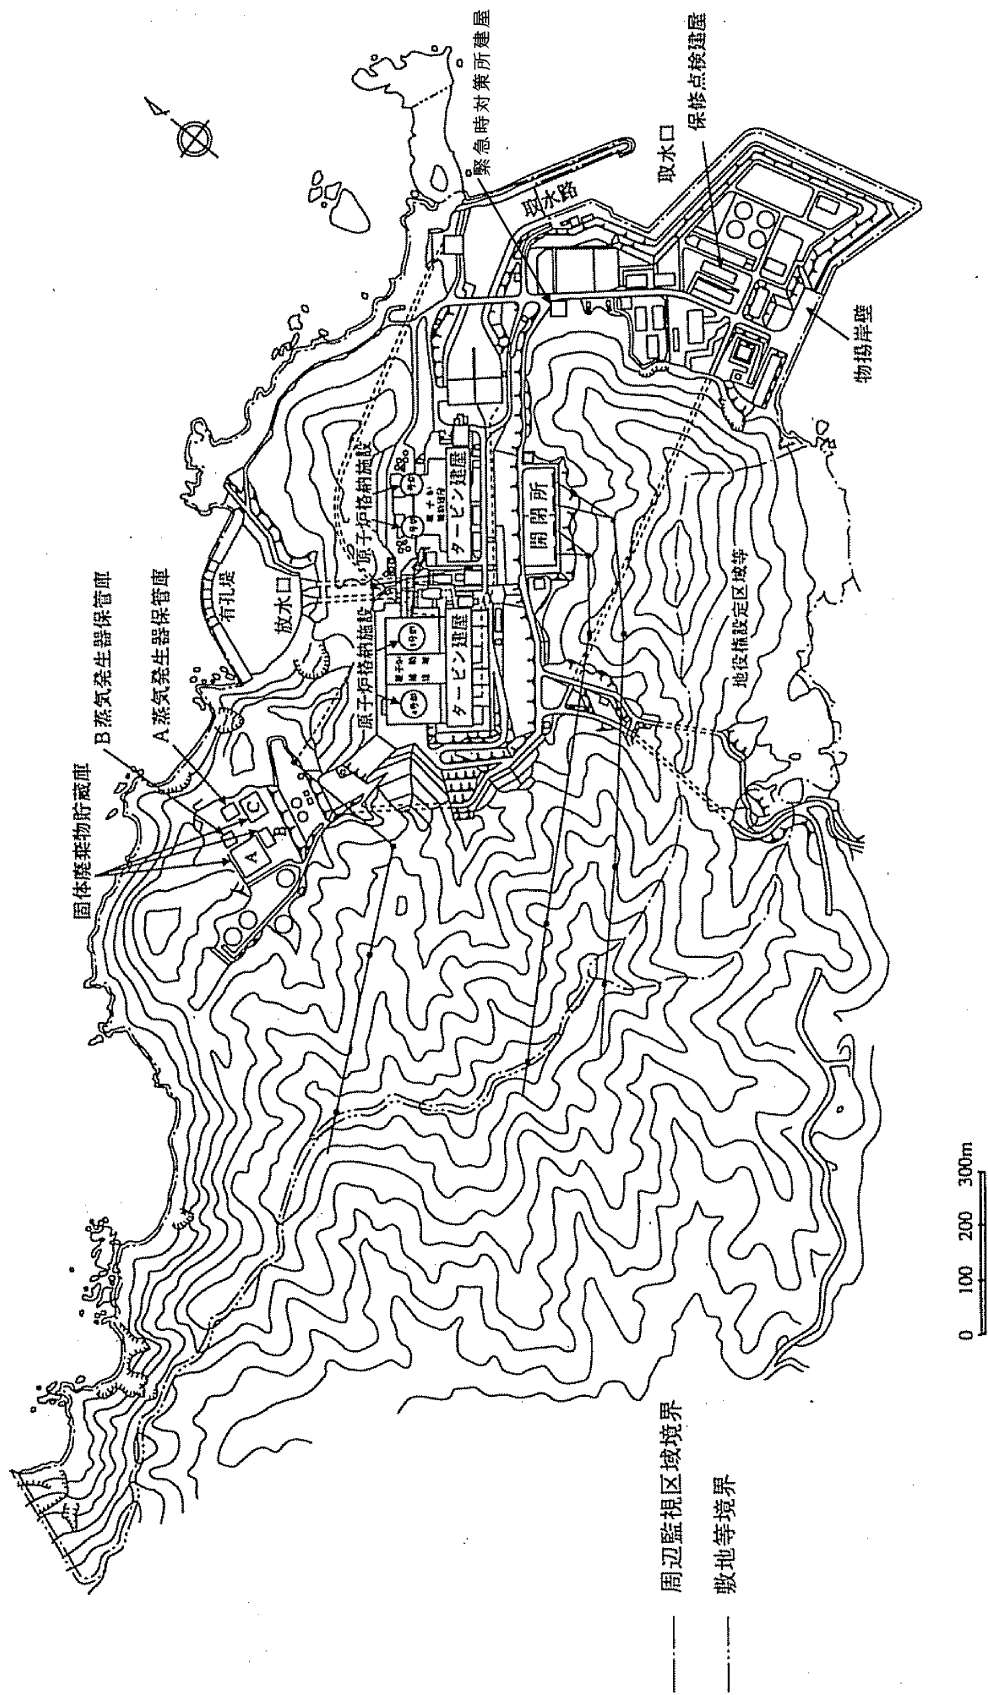 固体廃棄物貯蔵庫
B蒸気発生器保管庫
A蒸気発生器保管庫
A
B
C
有孔堤
放水口
原子炉格納施設
原子炉格納施設
タービン建屋
タービン建屋
開閉所
取水路
緊急時対策所建屋
取水口
保修点検建屋
物揚岸壁
地役権設定区域等
0 100 200 300m
周辺監視区域境界
敷地等境界